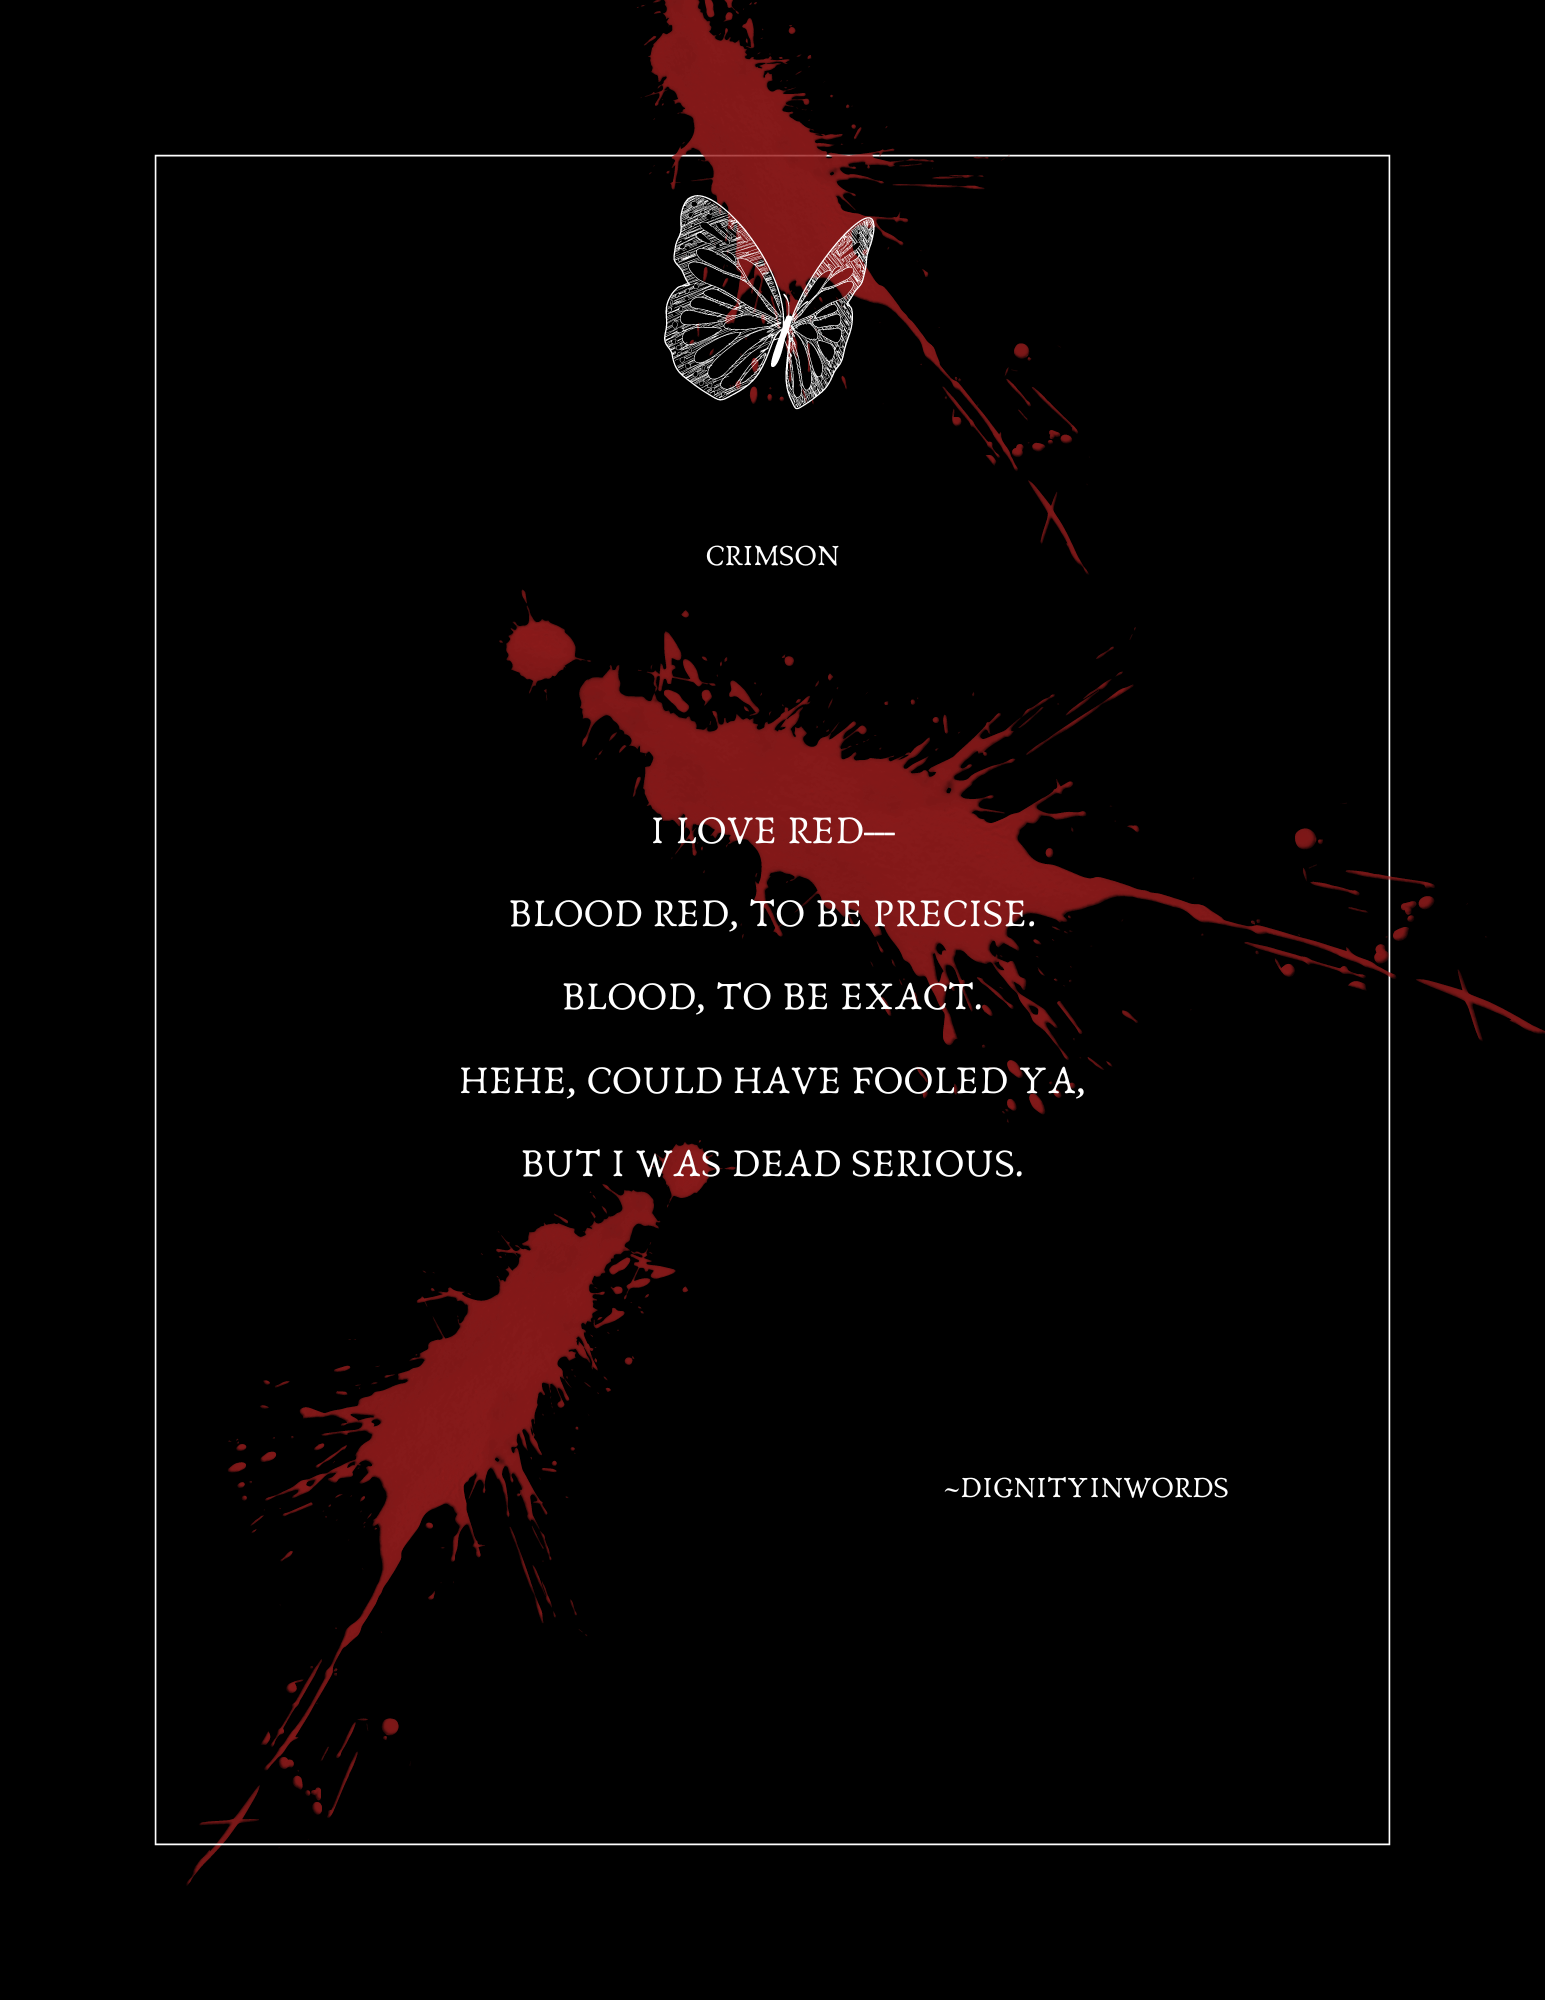 CRIMSON
I LOVE RED—
BLOOD RED, TO BE PRECISE.
BLOOD, TO BE EXACT.
HEHE, COULD HAVE FOOLED YA,
BUT I WAS DEAD SERIOUS.
~DIGNITYINWORDS